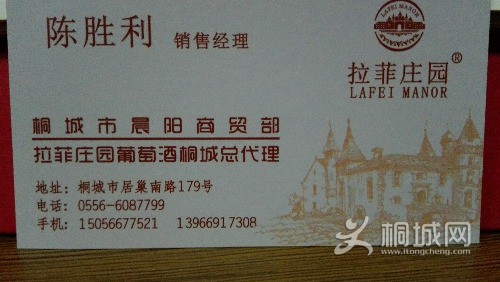 陈胜利 销售经理
LAFEI MANOR
拉菲庄园®
LAFEI MANOR
桐城市晨阳商贸部
拉菲庄园葡萄酒桐城总代理
地址：桐城市居巢南路179号
电话：0556-6087799
手机：15056677521 13966917308
桐城网
www.itongcheng.com